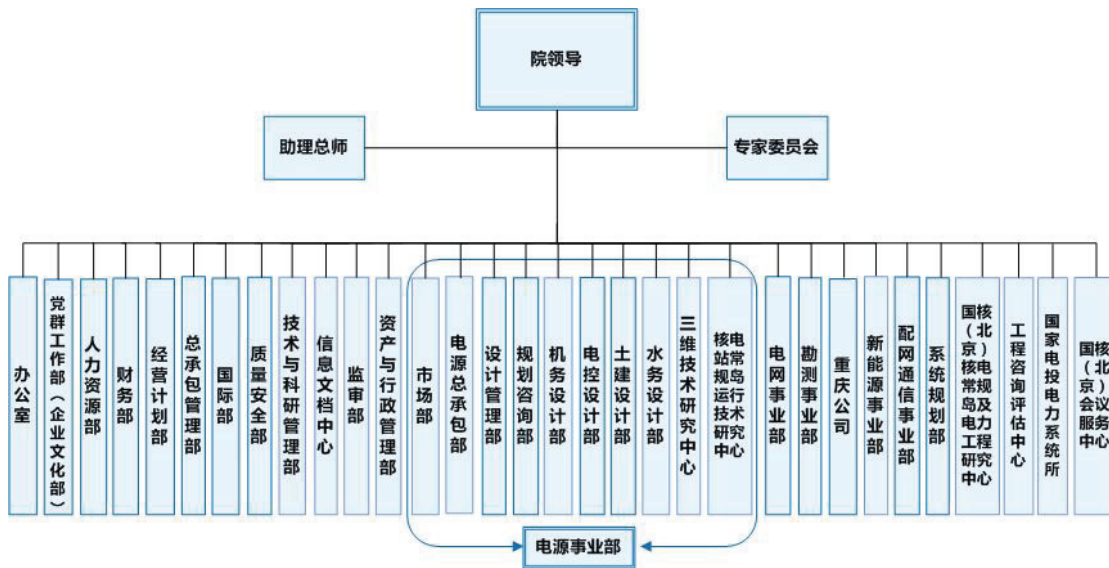 院领导
助理总师
专家委员会
办公室
党群工作部（企业文化部）
人力资源部
财务部
经营计划部
总承包管理部
国际部
质量安全部
技术与科研管理部
信息文档中心
监审部
资产与行政管理部
市场部
电源总承包部
设计管理部
规划咨询部
机务设计部
电控设计部
土建设计部
水务设计部
三维技术研究中心
核电站常规岛运行技术研究中心
电网事业部
勘测事业部
重庆公司
新能源事业部
配网通信事业部
系统规划部
国核（北京）核电常规岛及电力工程研究中心
工程咨询评估中心
国家电投电力系统所
国核（北京）会议服务中心
电源事业部